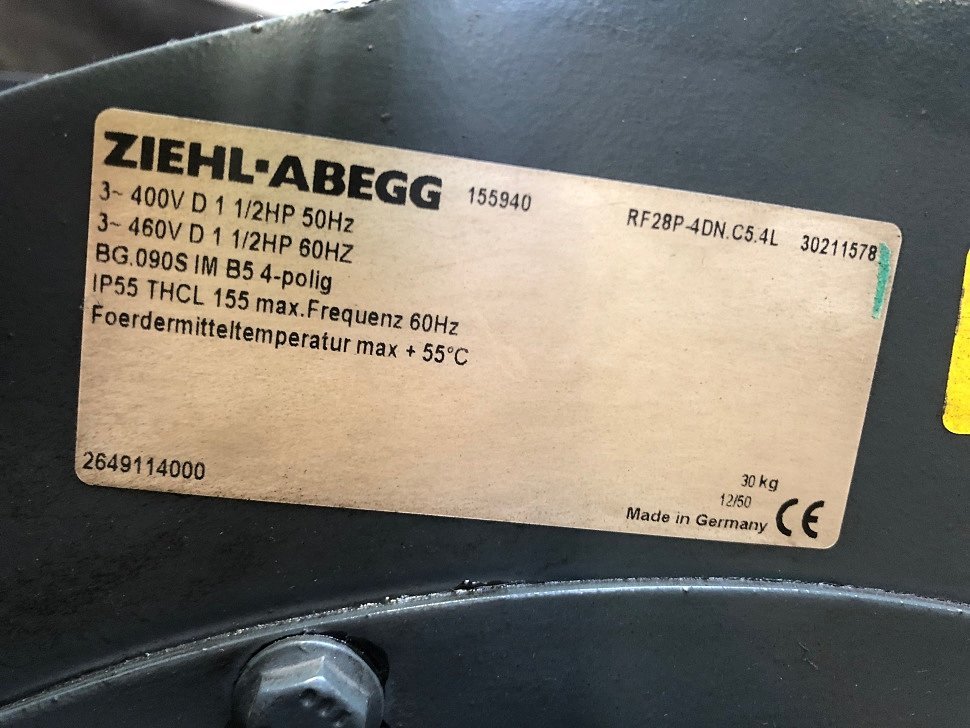 ZIEHL-ABEGG 155940 RF28P-4DN.C5.4L 30211578
3~ 400V D 1 1/2HP 50Hz
3~ 460V D 1 1/2HP 60HZ
BG.090S IM B5 4-polig
IP55 THCL 155 max.Frequenz 60Hz
Foerdermitteltemperatur max + 55°C
2649114000
30 kg
12/50
Made in Germany CE